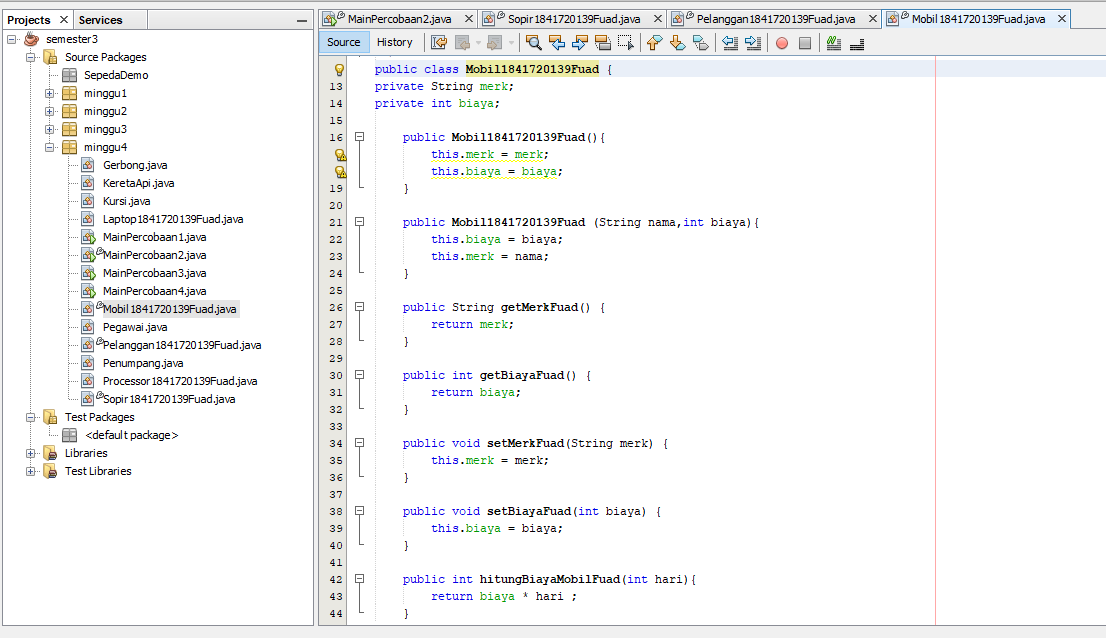 Projects
Services
semester3
Source Packages
SepedaDemo
minggu1
minggu2
minggu3
minggu4
Gerbong.java
KeretaApi.java
Kursi.java
Laptop1841720139Fuad.java
MainPercobaan1.java
MainPercobaan2.java
MainPercobaan3.java
MainPercobaan4.java
Mobil1841720139Fuad.java
Pegawai.java
Pelanggan1841720139Fuad.java
Penumpang.java
Processor1841720139Fuad.java
Sopir1841720139Fuad.java
Test Packages
<default package>
Libraries
Test Libraries
MainPercobaan2.java
Sopir1841720139Fuad.java
Pelanggan1841720139Fuad.java
Mobil1841720139Fuad.java
Source
History
public class Mobil1841720139Fuad {
13 private String merk;
14 private int biaya;
15
16 public Mobil1841720139Fuad(){
this.merk = merk;
this.biaya = biaya;
19 }
20
21 public Mobil1841720139Fuad (String nama,int biaya){
22 this.biaya = biaya;
23 this.merk = nama;
24 }
25
26 public String getMerkFuad() {
27 return merk;
28 }
29
30 public int getBiayaFuad() {
31 return biaya;
32 }
33
34 public void setMerkFuad(String merk) {
35 this.merk = merk;
36 }
37
38 public void setBiayaFuad(int biaya) {
39 this.biaya = biaya;
40 }
41
42 public int hitungBiayaMobilFuad(int hari){
43 return biaya * hari ;
44 }